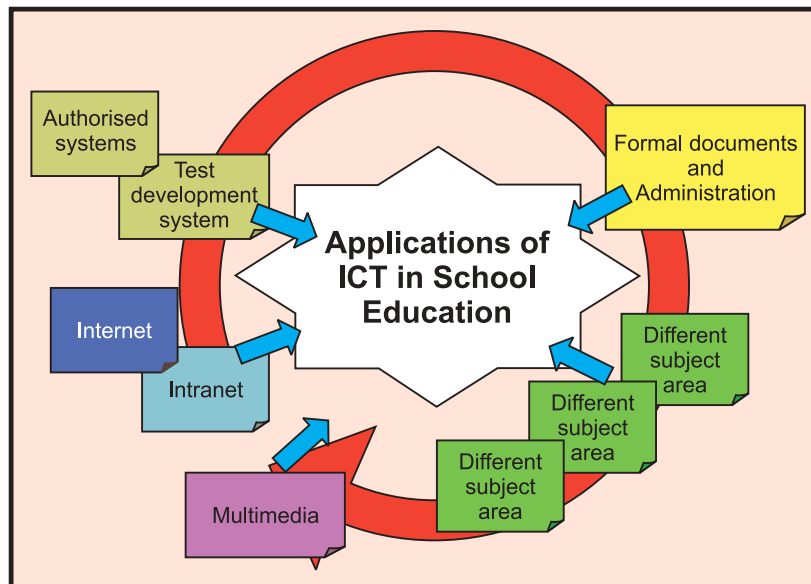 Authorised
systems
Test
development
system
Formal documents
and
Administration
Applications of
ICT in School
Education
Internet
Intranet
Different
subject
area
Different
subject
area
Different
subject
area
Multimedia